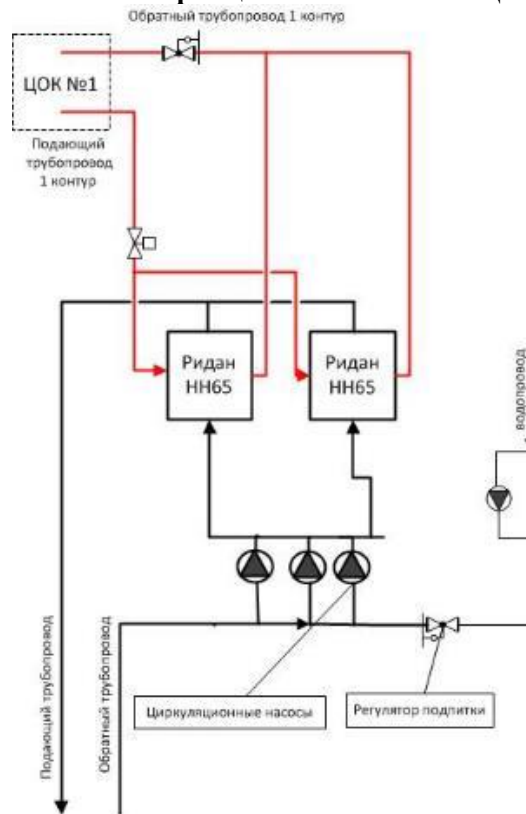 Обратный трубопровод 1 контур
ЦОК №1
Подающий
трубопровод
1 контур
Ридан
НН65
Ридан
НН65
водопровод
Подающий трубопровод
Обратный трубопровод
Циркуляционные насосы
Регулятор подпитки